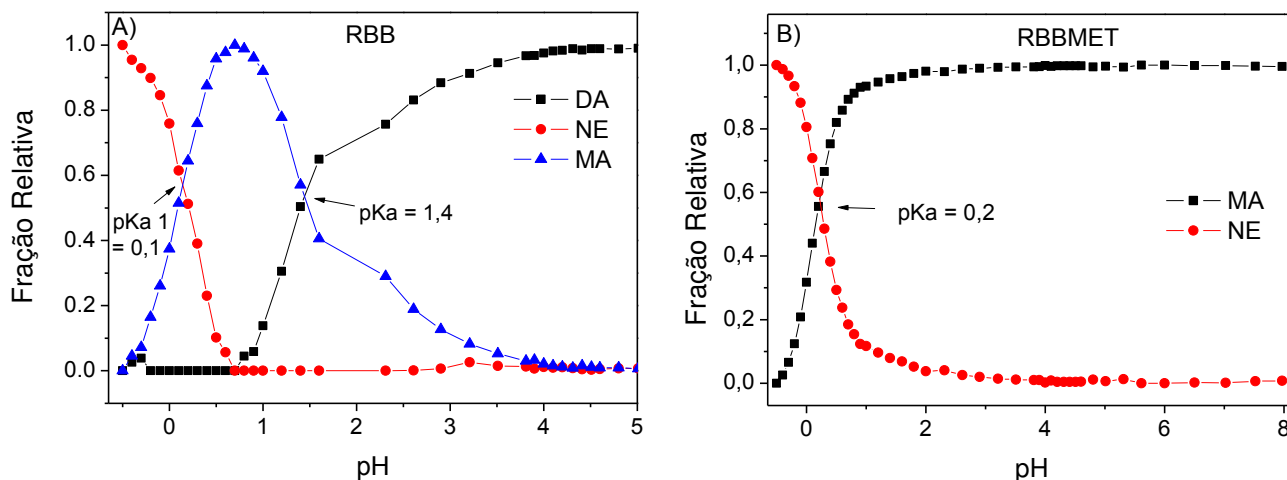 A)
RBB
Fração Relativa
1.0
0.8
0.6
0.4
0.2
0.0
DA
NE
MA
pKa 1
= 0,1
pKa = 1,4
0 1 2 3 4 5
pH
B)
RBBMET
Fração Relativa
1,0
0,8
0,6
0,4
0,2
0,0
MA
NE
pKa = 0,2
0 2 4 6 8
pH